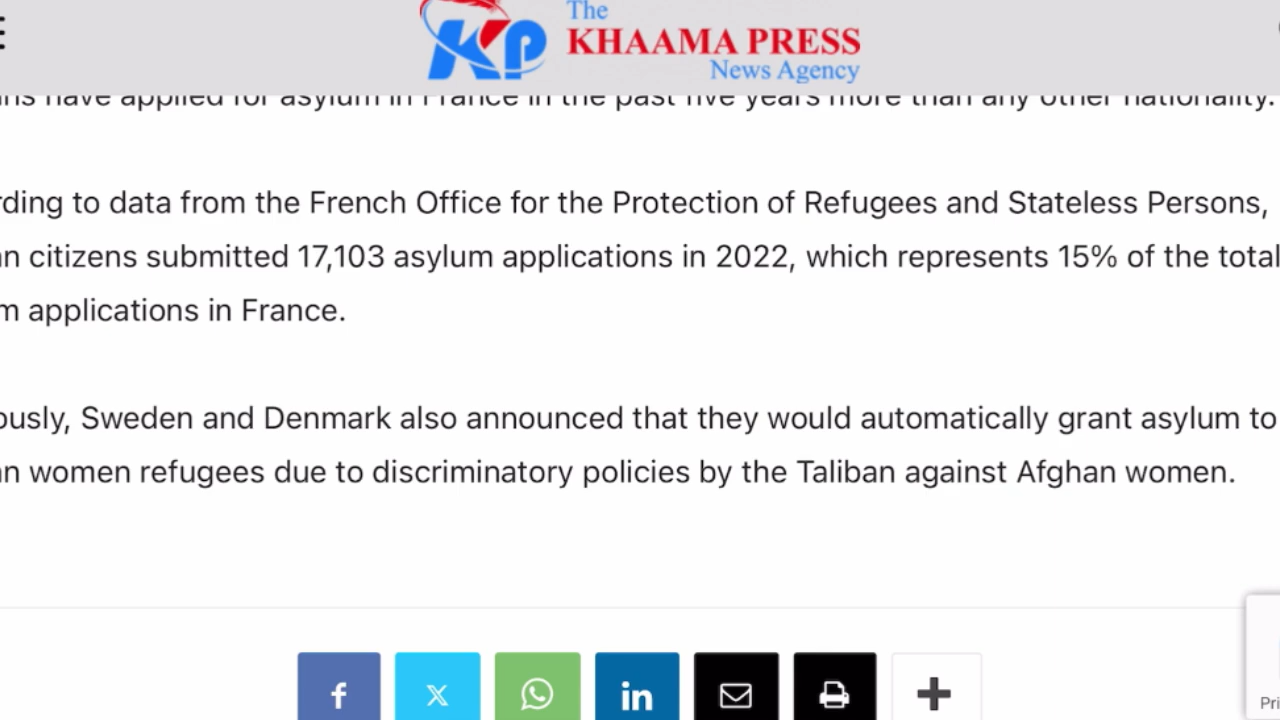 The
KHAAMA PRESS
News Agency
ns have applied for asylum in France in the past five years more than any other nationality.
rding to data from the French Office for the Protection of Refugees and Stateless Persons,
n citizens submitted 17,103 asylum applications in 2022, which represents 15% of the total
m applications in France.
ously, Sweden and Denmark also announced that they would automatically grant asylum to
n women refugees due to discriminatory policies by the Taliban against Afghan women.
Pri